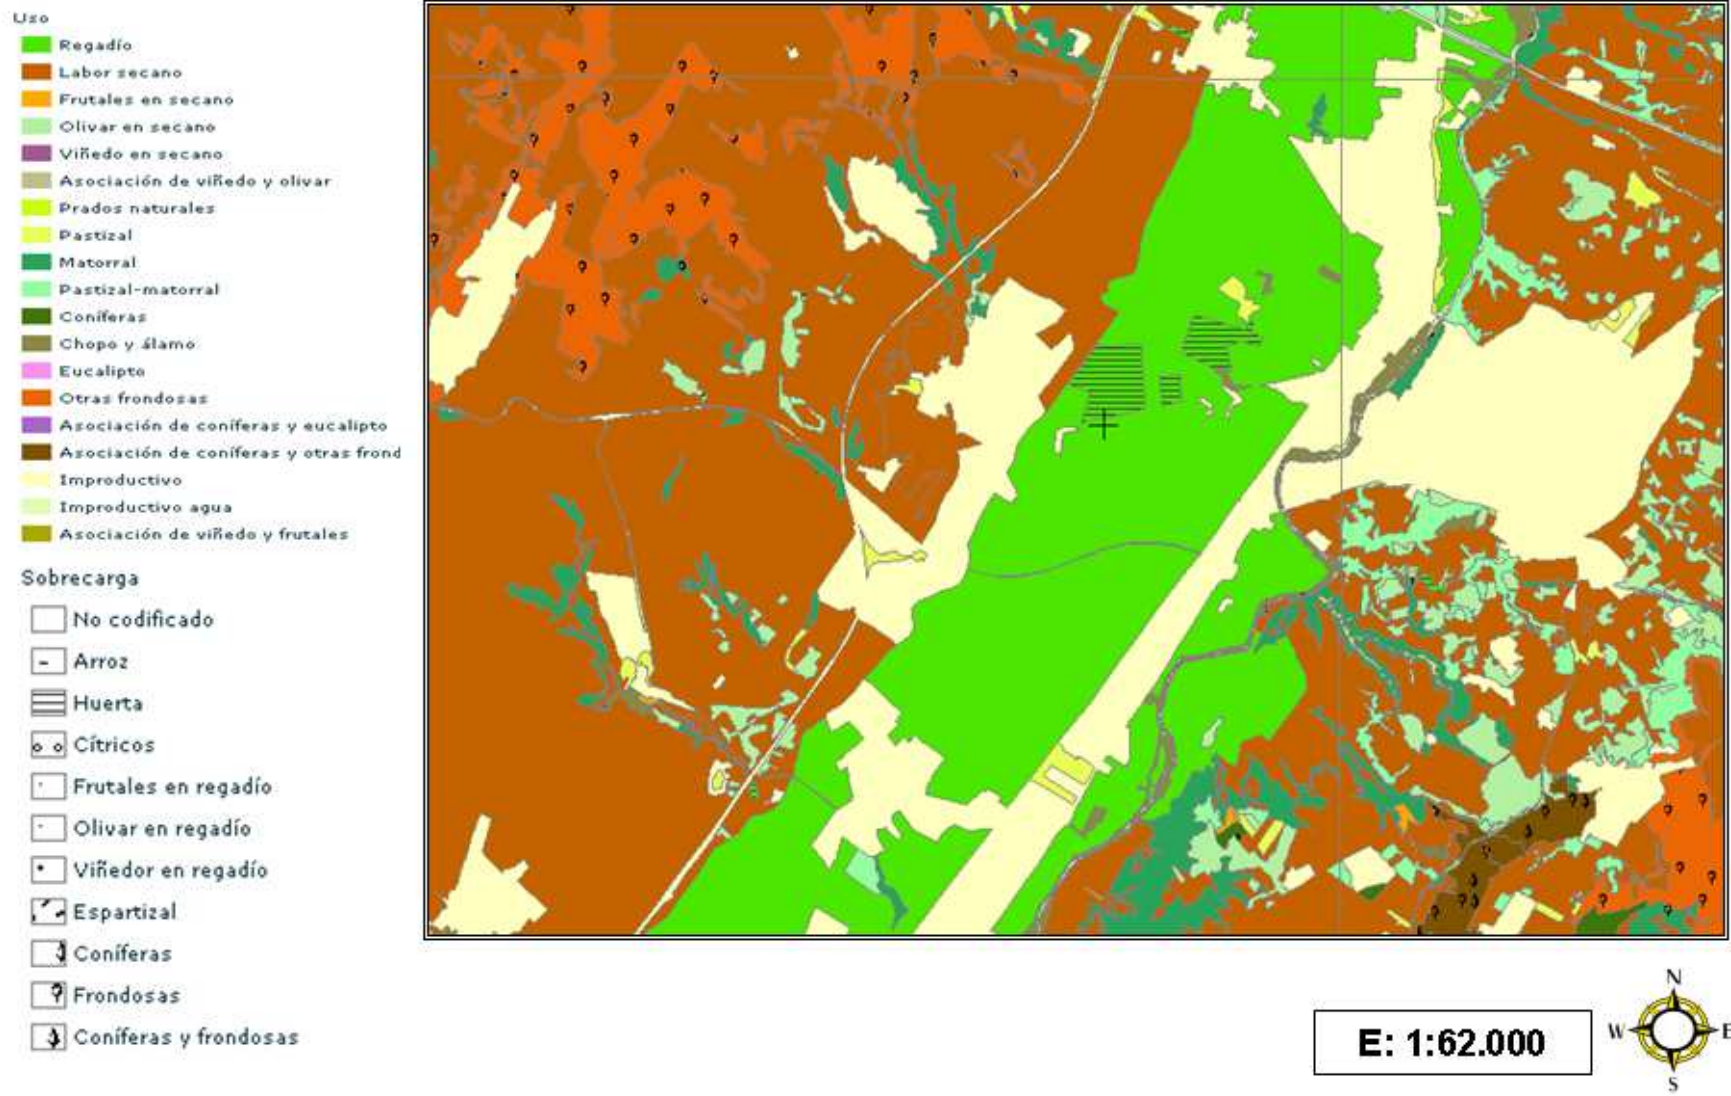 Uso
Regadío
Labor secano
Frutales en secano
Olivar en secano
Viñedo en secano
Asociación de viñedo y olivar
Prados naturales
Pastizal
Matorral
Pastizal-matorral
Coníferas
Chopo y álamo
Eucalipto
Otras frondosas
Asociación de coníferas y eucalipto
Asociación de coníferas y otras frond
Improductivo
Improductivo agua
Asociación de viñedo y frutales
Sobrecarga
No codificado
Arroz
Huerta
Cítricos
Frutales en regadío
Olivar en regadío
Viñedor en regadío
Espartizal
Coníferas
Frondosas
Coníferas y frondosas
E: 1:62.000
N
W
E
S